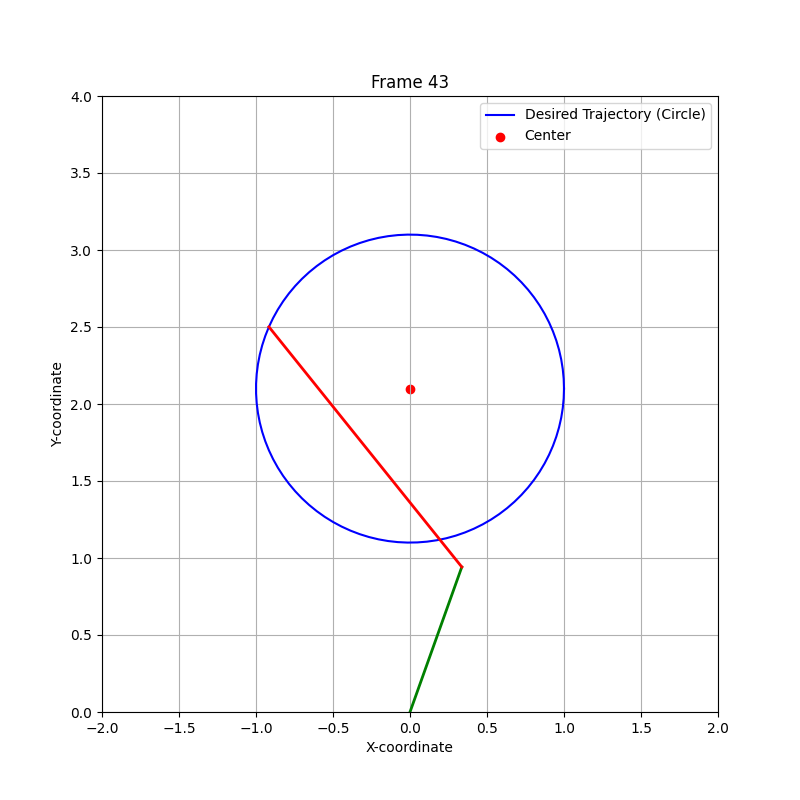 Frame 43
Desired Trajectory (Circle)
Center
Y-coordinate
4.0
3.5
3.0
2.5
2.0
1.5
1.0
0.5
0.0
−2.0 −1.5 −1.0 −0.5 0.0 0.5 1.0 1.5 2.0
X-coordinate